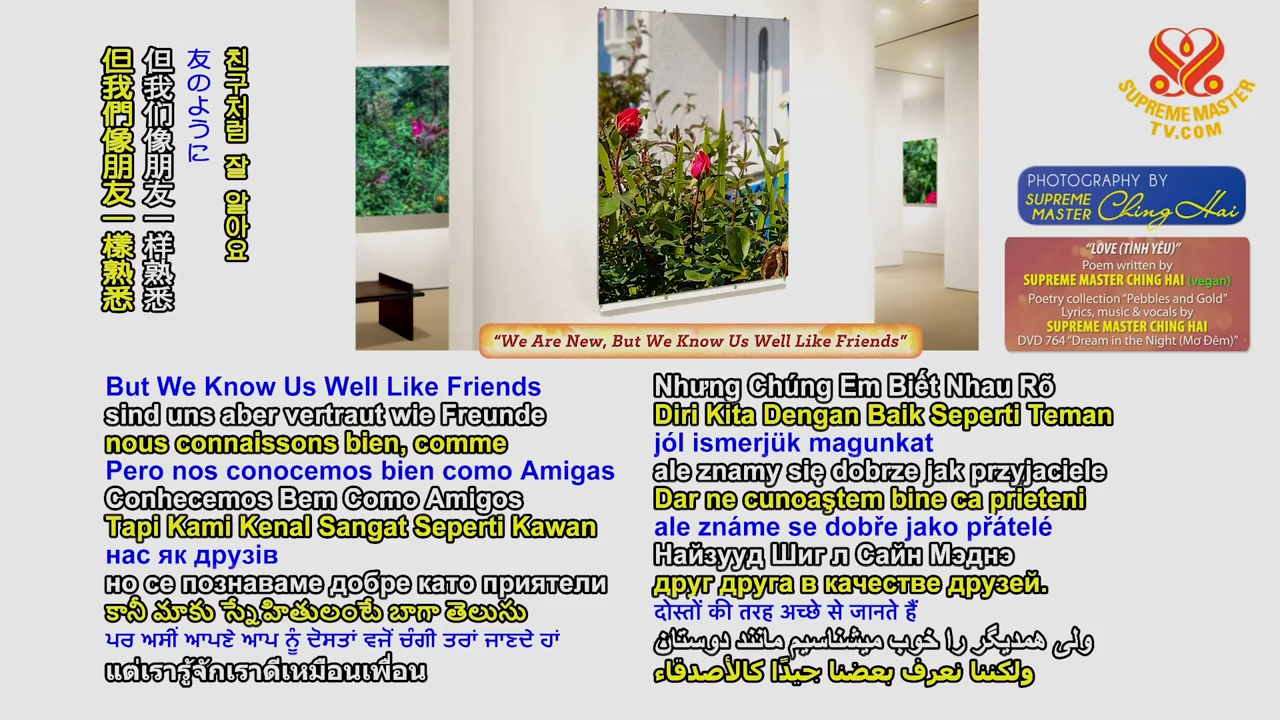 但我們像朋友一樣熟悉
但我们像朋友一样熟悉
友のように
친구처럼 잘 알아요
SUPREME MASTER
TV.COM
PHOTOGRAPHY BY
SUPREME
MASTER Ching Hai
"LOVE (TÌNH YÊU)"
Poem written by
SUPREME MASTER CHING HAI (vegan)
Poetry collection "Pebbles and Gold"
Lyrics, music & vocals by
SUPREME MASTER CHING HAI
DVD 764 "Dream in the Night (Mơ Đêm)"
"We Are New, But We Know Us Well Like Friends"
But We Know Us Well Like Friends
sind uns aber vertraut wie Freunde
nous connaissons bien, comme
Pero nos conocemos bien como Amigas
Conhecemos Bem Como Amigos
Tapi Kami Kenal Sangat Seperti Kawan
нас як друзів
но се познаваме добре като приятели
కానీ మాకు స్నేహితులంటే బాగా తెలుసు
ਪਰ ਅਸੀਂ ਆਪਣੇ ਆਪ ਨੂੰ ਦੋਸਤਾਂ ਵਜੋਂ ਚੰਗੀ ਤਰਾਂ ਜਾਣਦੇ ਹਾਂ
แต่เรารู้จักเราดีเหมือนเพื่อน
Nhưng Chúng Em Biết Nhau Rõ
Diri Kita Dengan Baik Seperti Teman
jól ismerjük magunkat
ale znamy się dobrze jak przyjaciele
Dar ne cunoaştem bine ca prieteni
ale známe se dobře jako přátelé
Найзууд Шиг л Сайн Мэднэ
друг друга в качестве друзей.
दोस्तों की तरह अच्छे से जानते हैं
ولی همدیگر را خوب میشناسیم مانند دوستان
ولكننا نعرف بعضنا جيدًا كالأصدقاء